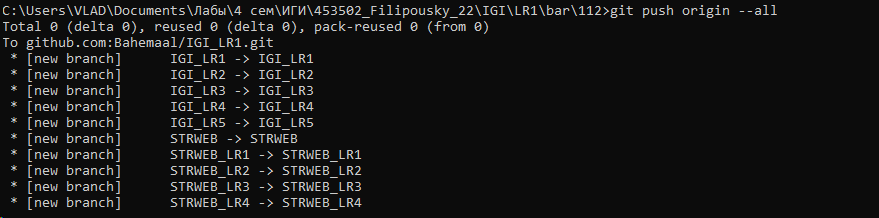 C:\Users\VLAD\Documents\Лабы\4 сем\ИГИ\453502_Filipousky_22\IGI\LR1\bar\112>git push origin --all
Total 0 (delta 0), reused 0 (delta 0), pack-reused 0 (from 0)
To github.com:Bahemaal/IGI_LR1.git
 * [new branch]      IGI_LR1 -> IGI_LR1
 * [new branch]      IGI_LR2 -> IGI_LR2
 * [new branch]      IGI_LR3 -> IGI_LR3
 * [new branch]      IGI_LR4 -> IGI_LR4
 * [new branch]      IGI_LR5 -> IGI_LR5
 * [new branch]      STRWEB -> STRWEB
 * [new branch]      STRWEB_LR1 -> STRWEB_LR1
 * [new branch]      STRWEB_LR2 -> STRWEB_LR2
 * [new branch]      STRWEB_LR3 -> STRWEB_LR3
 * [new branch]      STRWEB_LR4 -> STRWEB_LR4